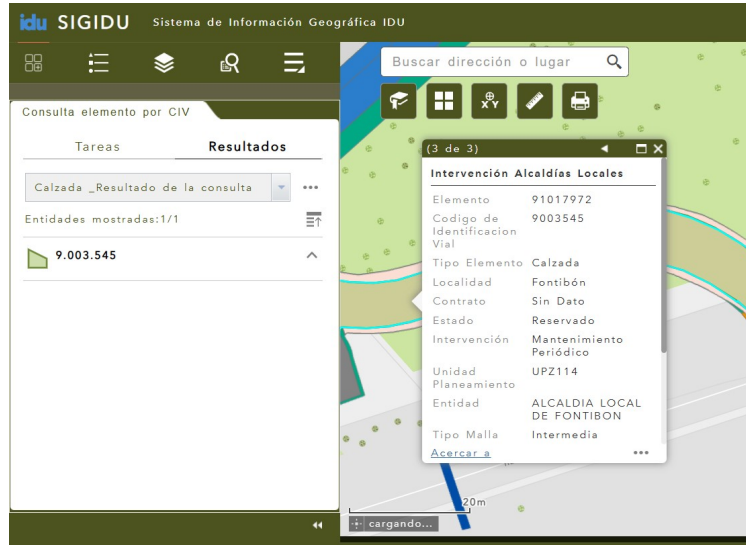 idu SIGIDU Sistema de Información Geográfica IDU
Buscar dirección o lugar
Consulta elemento por CIV
Tareas Resultados
Calzada _Resultado de la consulta
Entidades mostradas:1/1
9.003.545
X Y
(3 de 3)
Intervención Alcaldías Locales
Elemento 91017972
Codigo de 9003545
Identificacion
Vial
Tipo Elemento Calzada
Localidad Fontibón
Contrato Sin Dato
Estado Reservado
Intervención Mantenimiento
Periódico
Unidad UPZ114
Planeamiento
Entidad ALCALDIA LOCAL
DE FONTIBON
Tipo Malla Intermedia
Acercar a
20m
cargando...